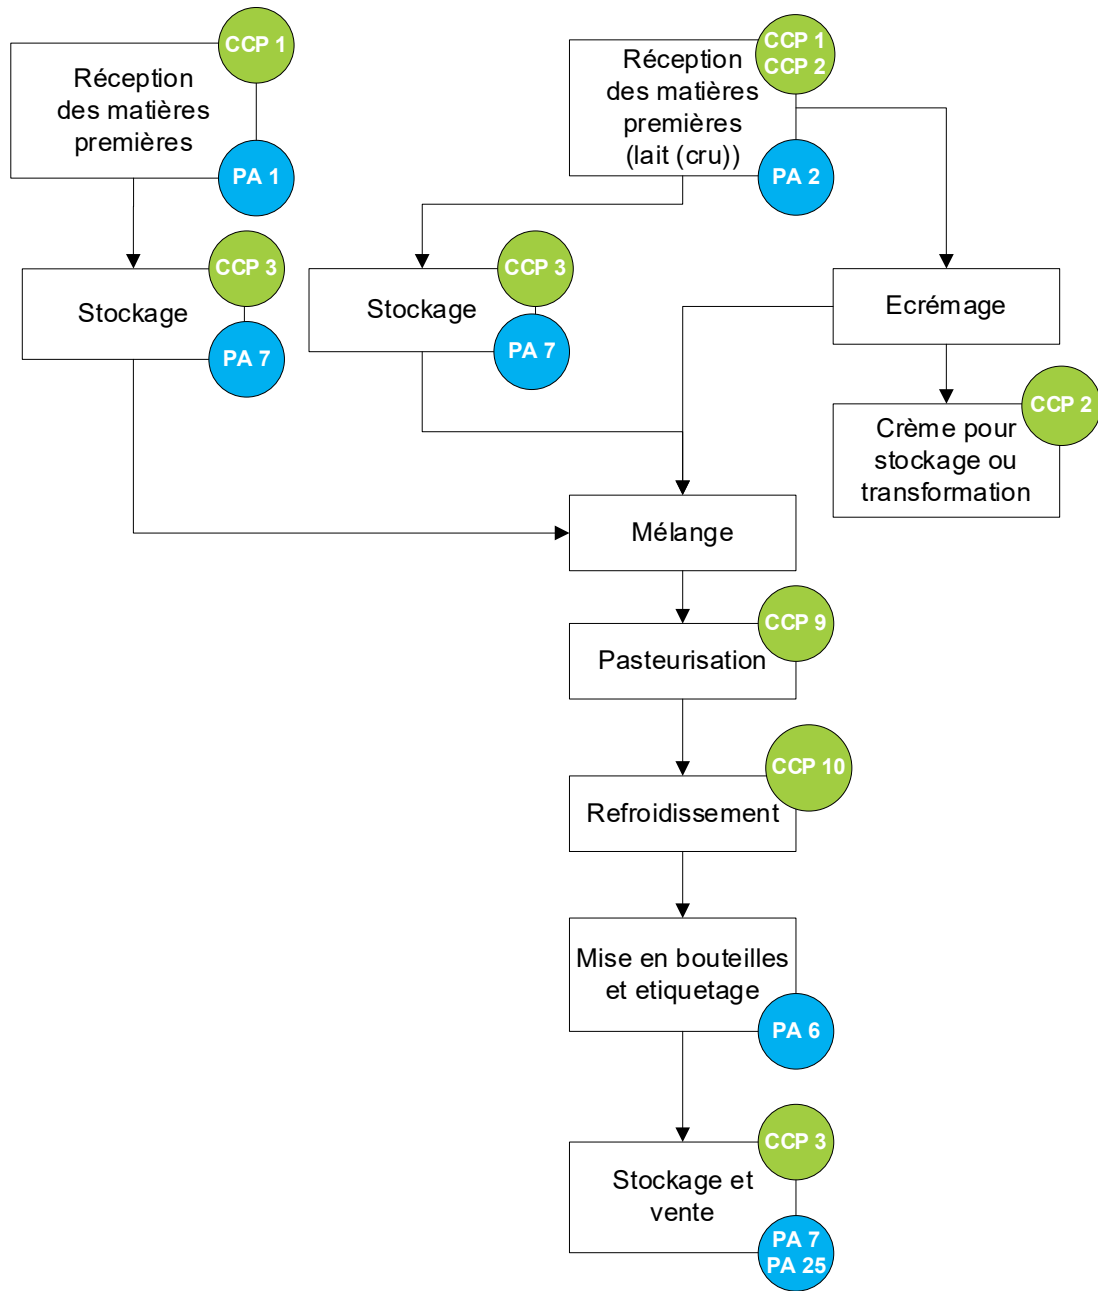 CCP 1
Réception
des matières
premières
PA 1
CCP 1
CCP 2
Réception
des matières
premières
(lait (cru))
PA 2
CCP 3
Stockage
PA 7
CCP 3
Stockage
PA 7
Ecrémage
CCP 2
Crème pour
stockage ou
transformation
Mélange
CCP 9
Pasteurisation
CCP 10
Refroidissement
Mise en bouteilles
et etiquetage
PA 6
CCP 3
Stockage et
vente
PA 7
PA 25